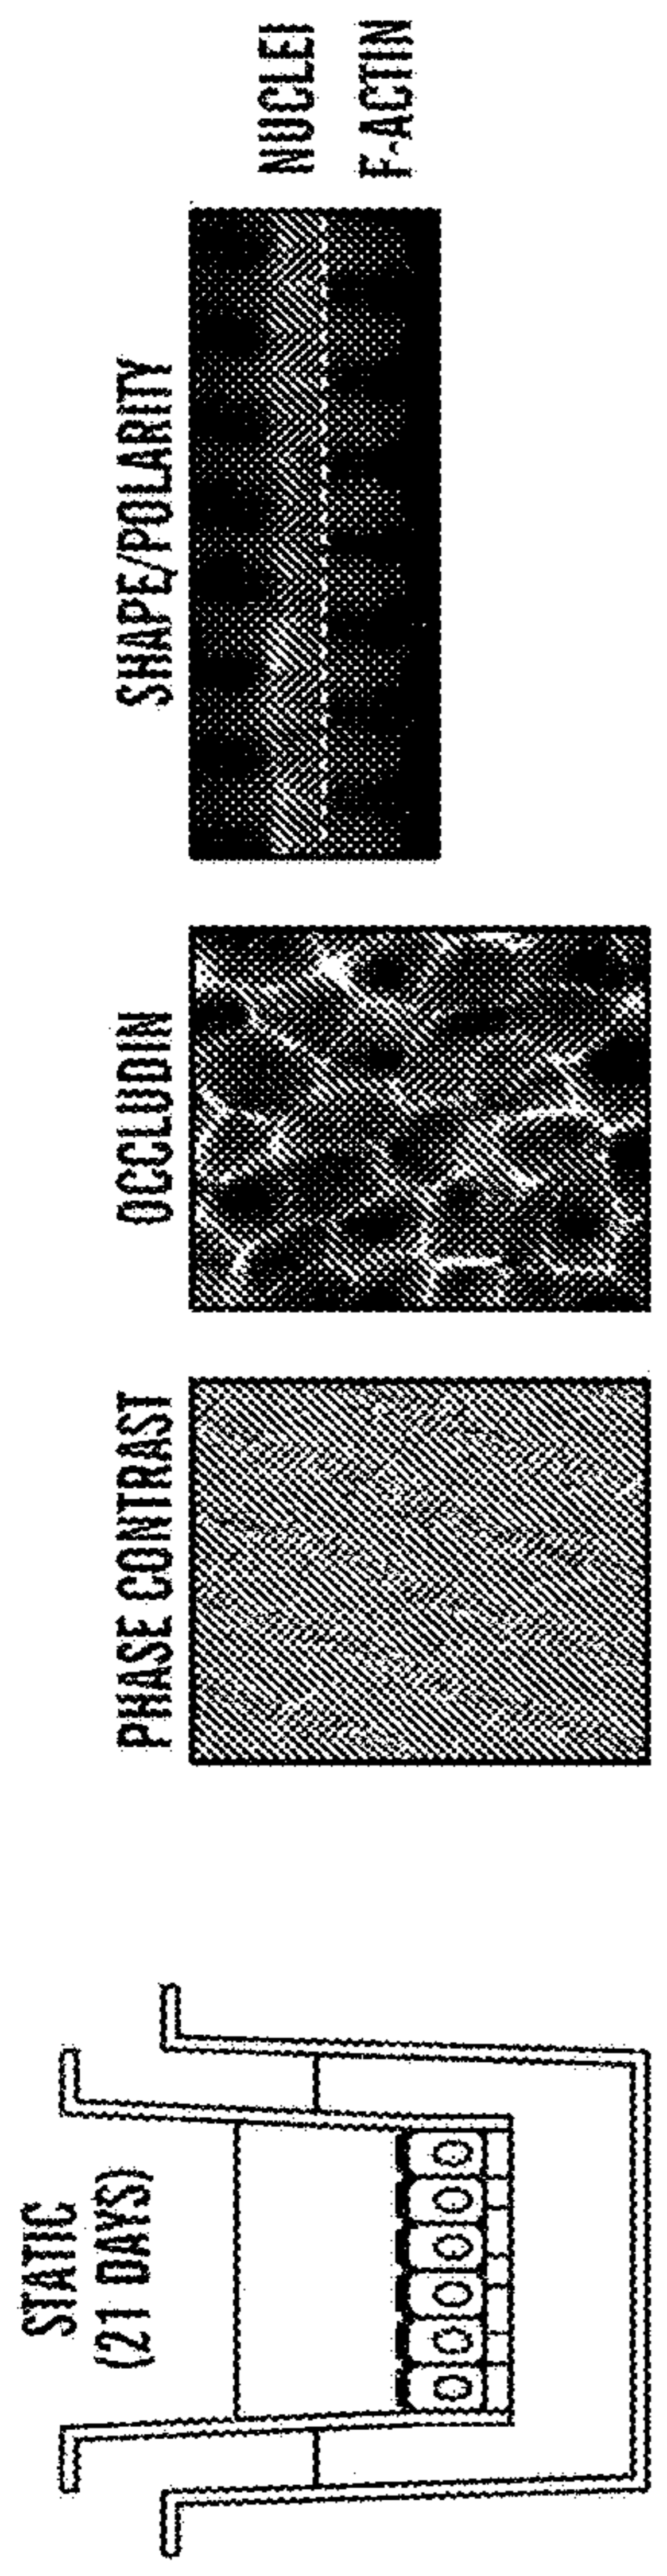 STATIC
(21 DAYS)
PHASE CONTRAST
OCCLUDIN
SHAPE/POLARITY
NUCLEI
F-ACTIN